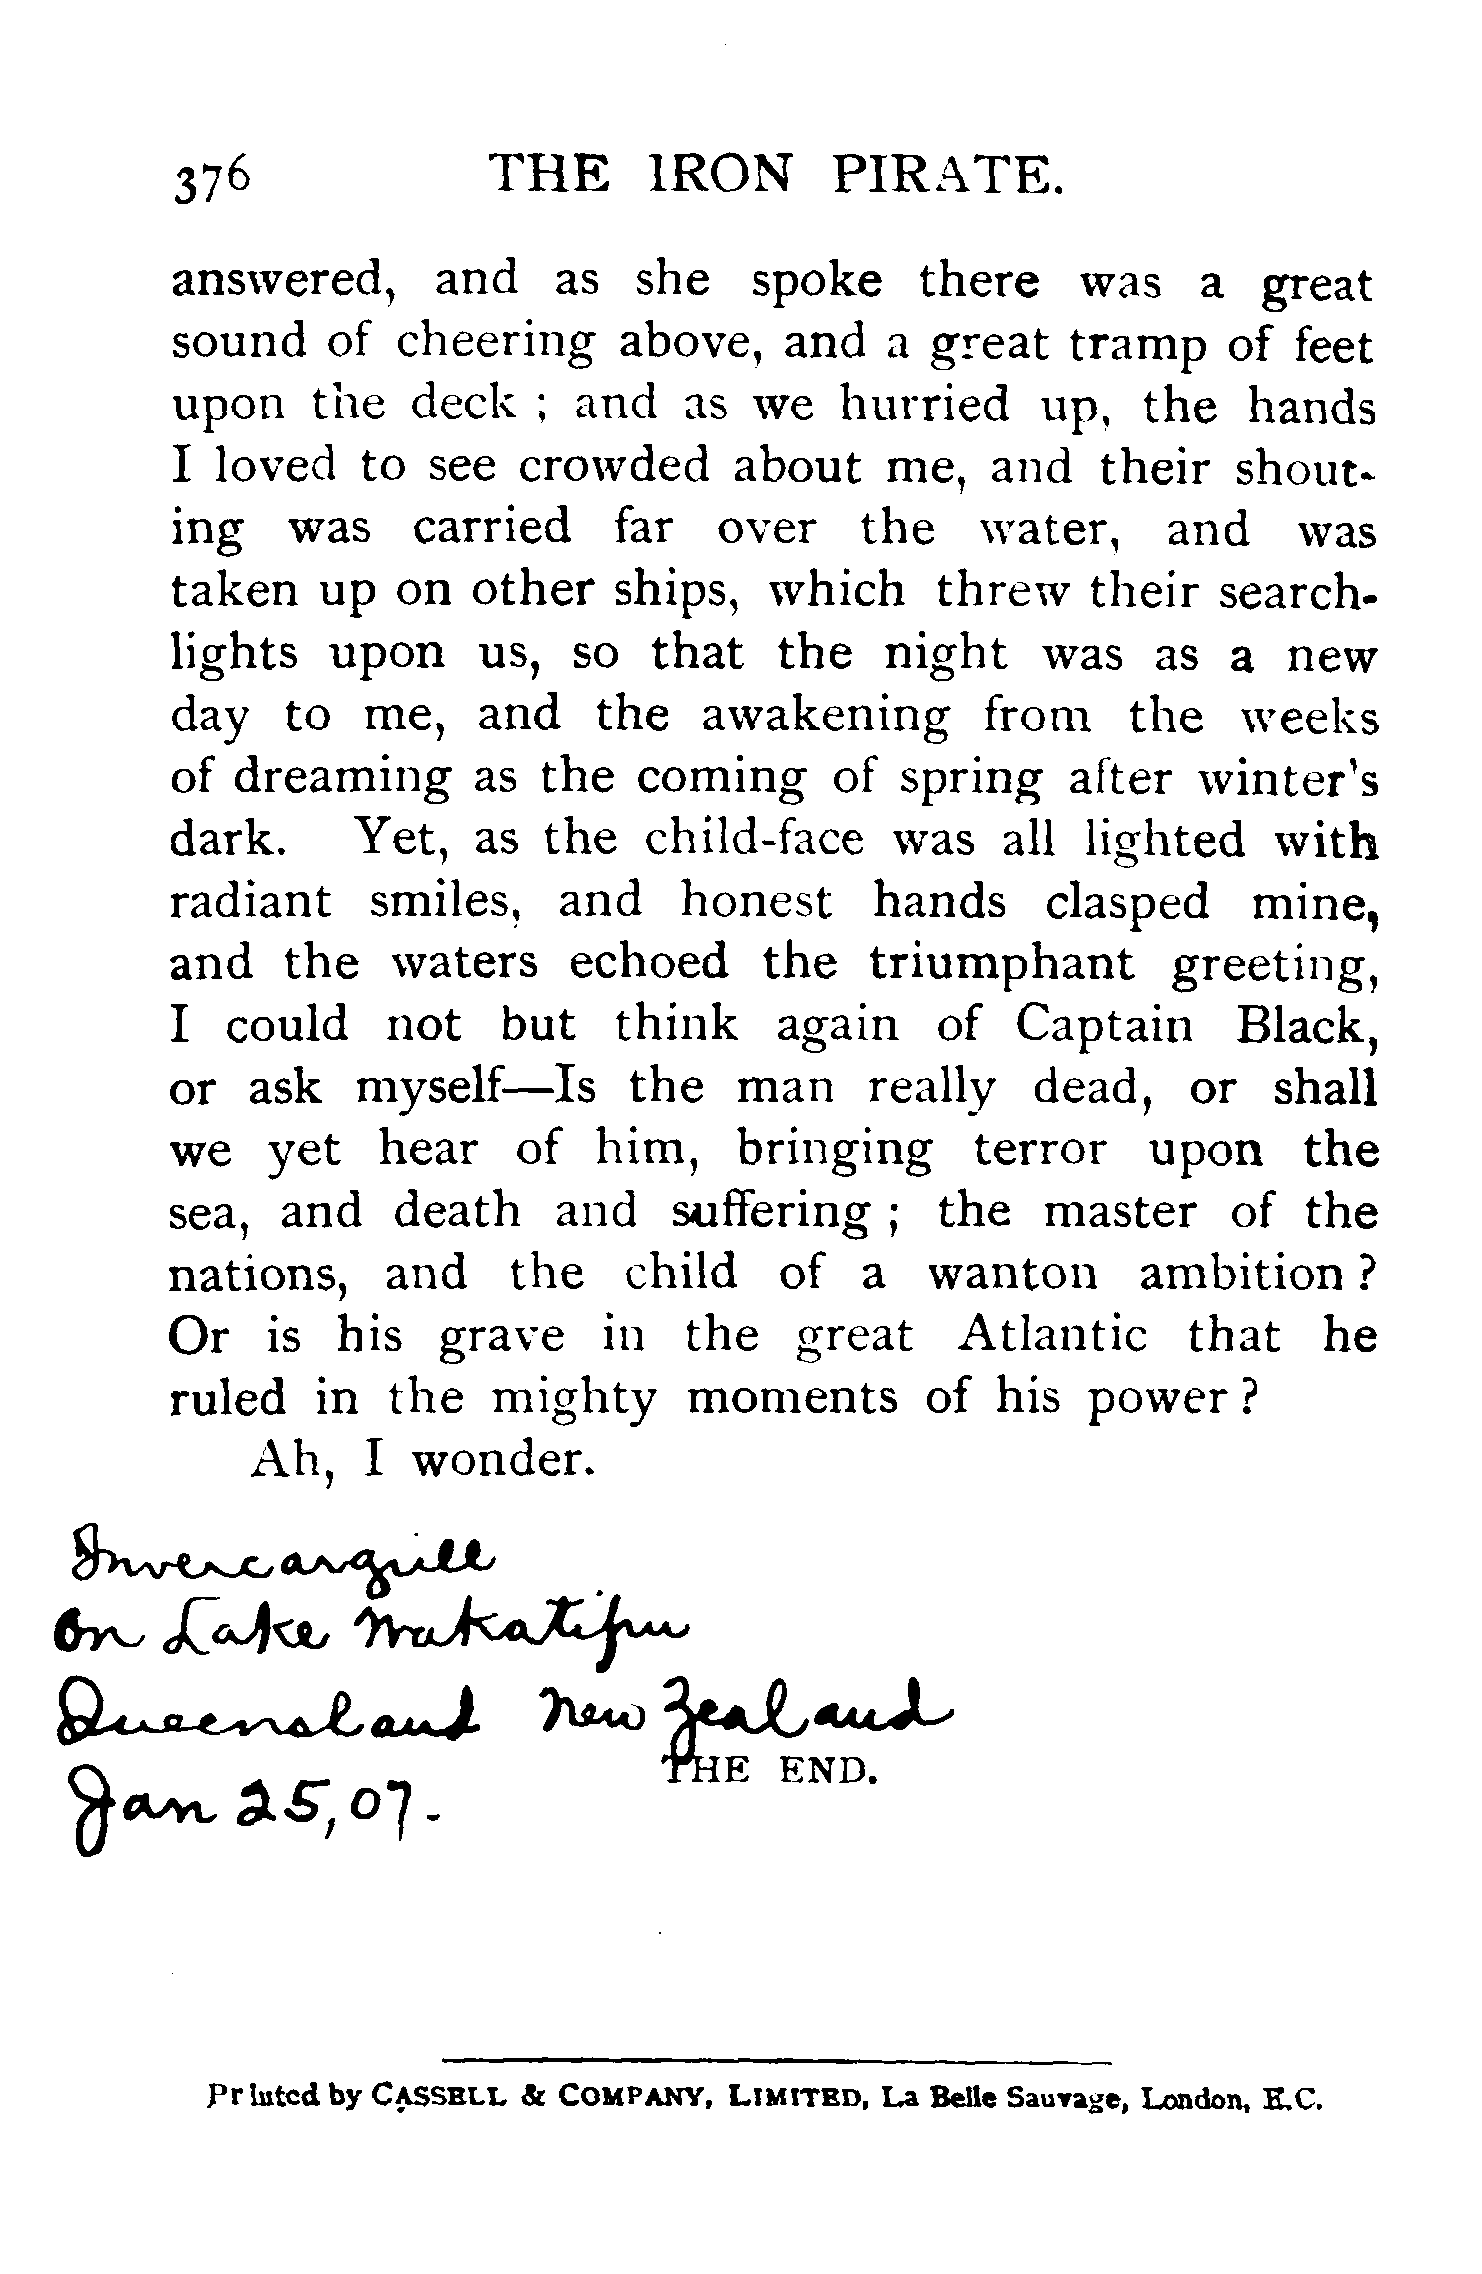 376 THE IRON PIRATE.
answered, and as she spoke there was a great
sound of cheering above, and a great tramp of feet
upon the deck ; and as we hurried up, the hands
I loved to see crowded about me, and their shout-
ing was carried far over the water, and was
taken up on other ships, which threw their search-
lights upon us, so that the night was as a new
day to me, and the awakening from the weeks
of dreaming as the coming of spring after winter's
dark. Yet, as the child-face was all lighted with
radiant smiles, and honest hands clasped mine,
and the waters echoed the triumphant greeting,
I could not but think again of Captain Black,
or ask myself—Is the man really dead, or shall
we yet hear of him, bringing terror upon the
sea, and death and suffering ; the master of the
nations, and the child of a wanton ambition ?
Or is his grave in the great Atlantic that he
ruled in the mighty moments of his power ?
Ah, I wonder.
Invercargill
On Lake Wakatipu
Queensland New Zealand
THE END.
Jan 25, 07.
Printed by CASSELL & COMPANY, LIMITED, La Belle Sauvage, London, E.C.